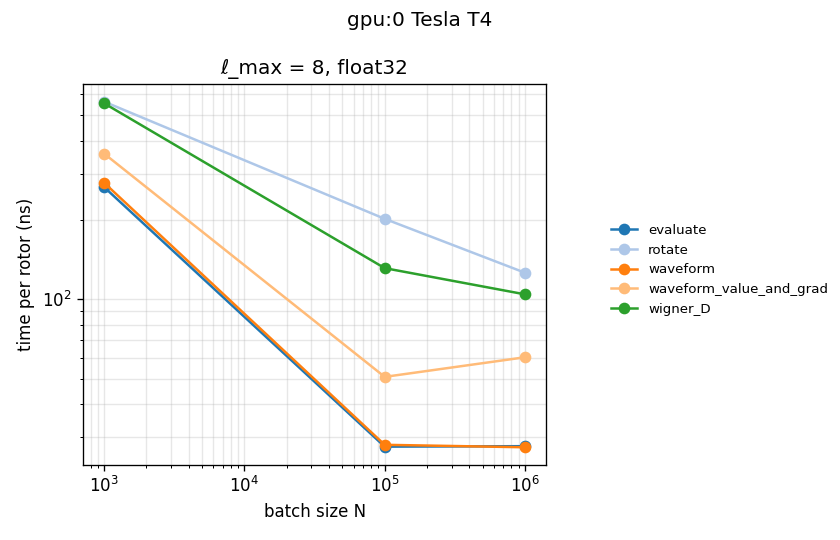 gpu:0 Tesla T4
ℓ_max = 8, float32
time per rotor (ns)
10²
10³
10⁴
10⁵
10⁶
batch size N
evaluate
rotate
waveform
waveform_value_and_grad
wigner_D